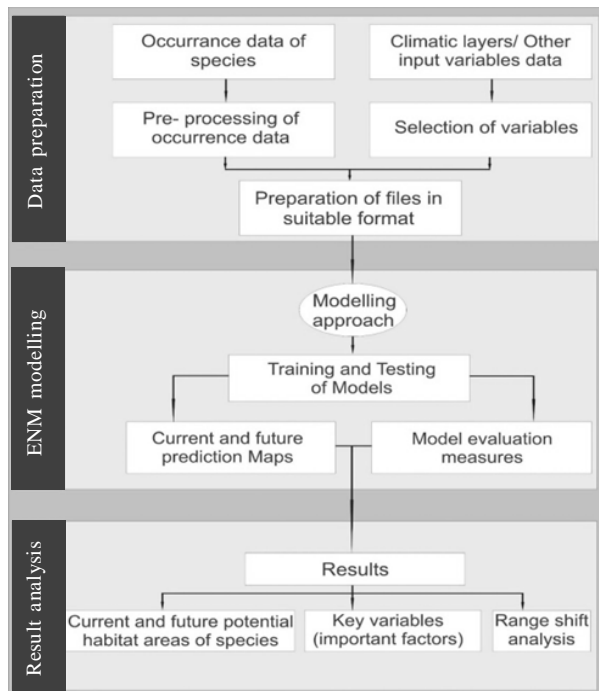 Data preparation
Occurrance data of
species
Climatic layers/ Other
input variables data
Pre- processing of
occurrence data
Selection of variables
Preparation of files in
suitable format
ENM modelling
Modelling
approach
Training and Testing
of Models
Current and future
prediction Maps
Model evaluation
measures
Result analysis
Results
Current and future potential
habitat areas of species
Key variables
(important factors)
Range shift
analysis